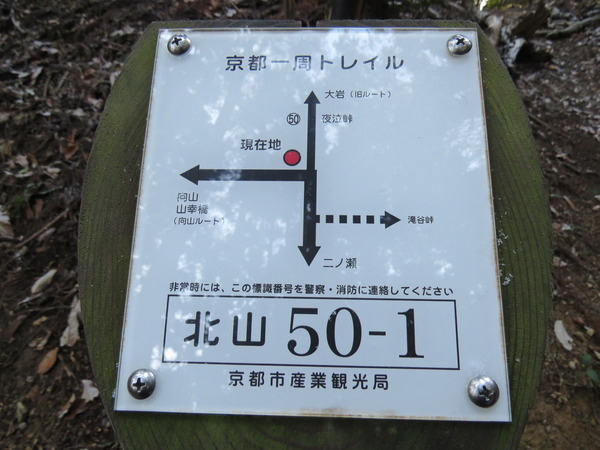 京都一周トレイル
大岩（旧ルート）
㊿ 夜泣峠
現在地
向山
山幸橋
（向山ルート）
滝谷峠
二ノ瀬
非常時には、この標識番号を警察・消防に連絡してください
北山 50-1
京都市産業観光局